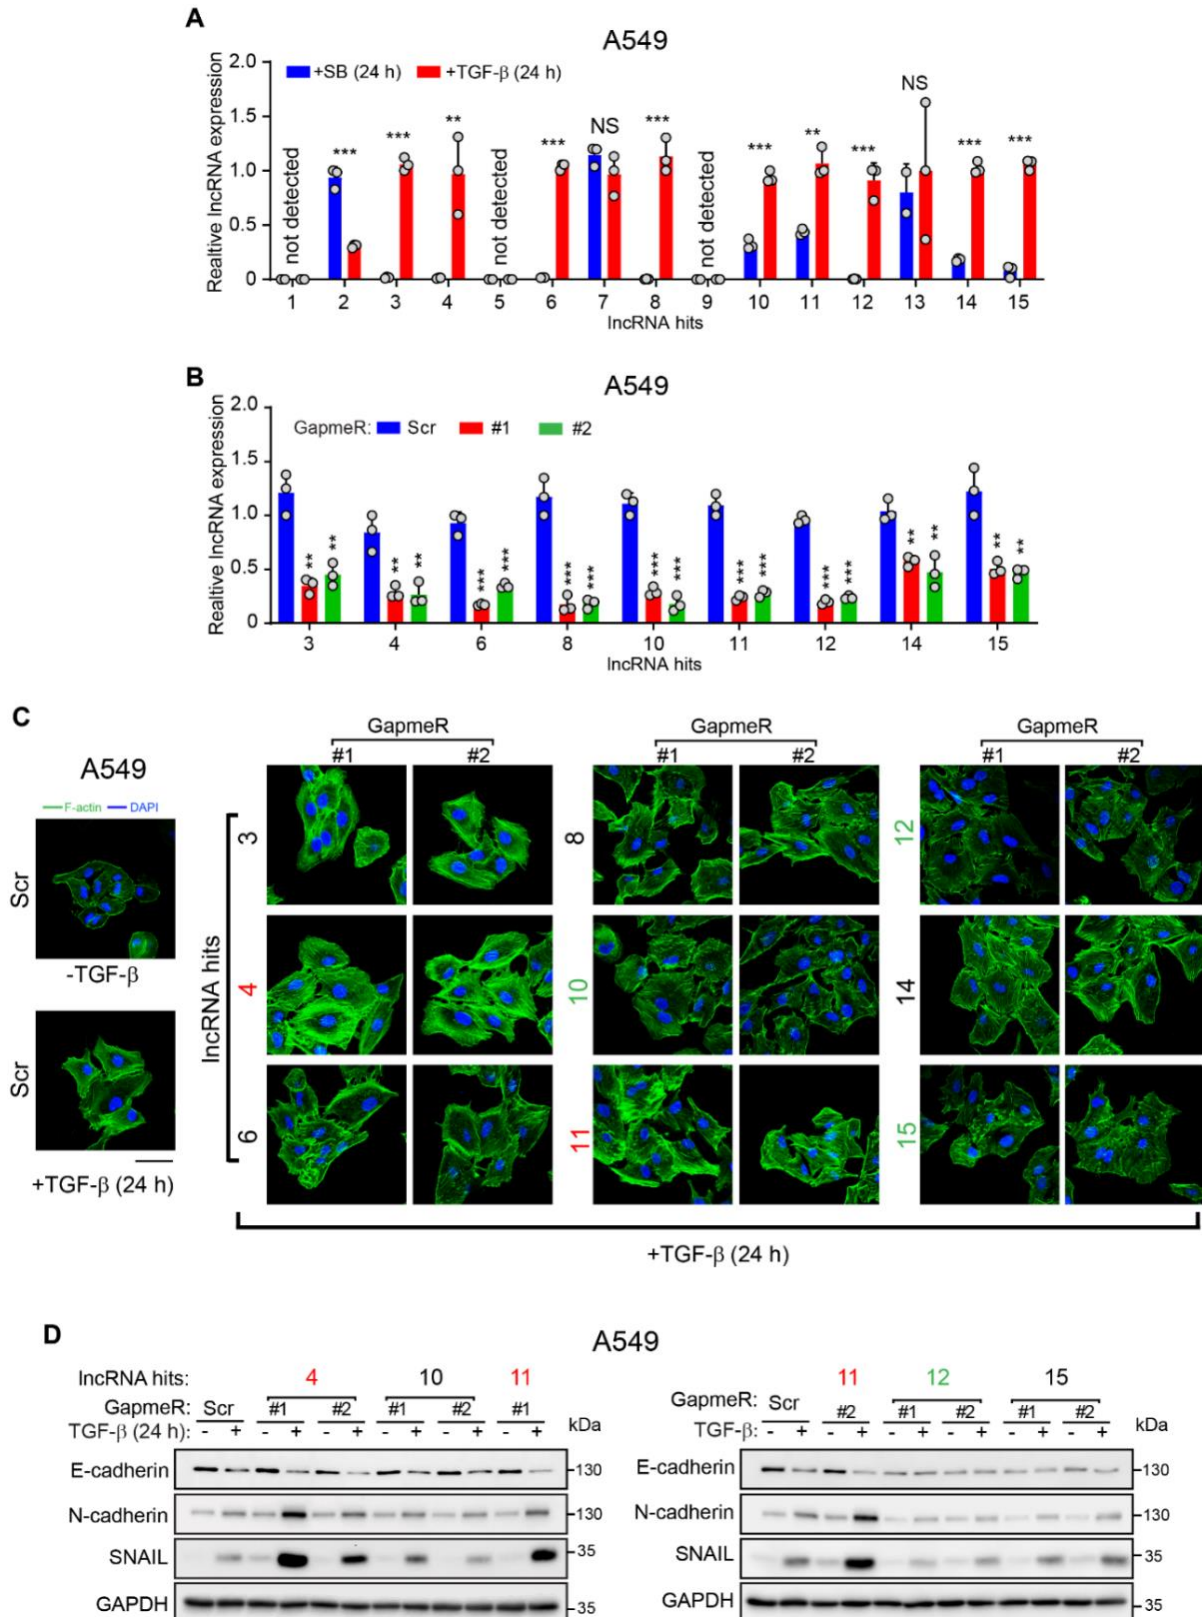 A
A549
Realtive lncRNA expression
2.0
1.5
1.0
0.5
0
+SB (24 h) +TGF-β (24 h)
not detected
***
***
**
not detected
***
NS
***
not detected
***
**
***
NS
***
***
1 2 3 4 5 6 7 8 9 10 11 12 13 14 15
lncRNA hits
B
A549
Realtive lncRNA expression
2.0
1.5
1.0
0.5
0
GapmeR: Scr #1 #2
** **
** **
*** ***
*** ***
*** ***
*** ***
*** ***
** **
** **
3 4 6 8 10 11 12 14 15
lncRNA hits
C
A549
F-actin DAPI
Scr
-TGF-β
Scr
+TGF-β (24 h)
GapmeR GapmeR GapmeR
#1 #2 #1 #2 #1 #2
lncRNA hits
3 8 12
4 10 14
6 11 15
+TGF-β (24 h)
D
A549
lncRNA hits: 4 10 11
GapmeR: Scr #1 #2 #1 #2 #1
TGF-β (24 h): - + - + - + - + - + - + kDa
E-cadherin 130
N-cadherin 130
SNAIL 35
GAPDH 35
11 12 15
GapmeR: Scr #2 #1 #2 #1 #2
TGF-β: - + - + - + - + - + - + kDa
E-cadherin 130
N-cadherin 130
SNAIL 35
GAPDH 35